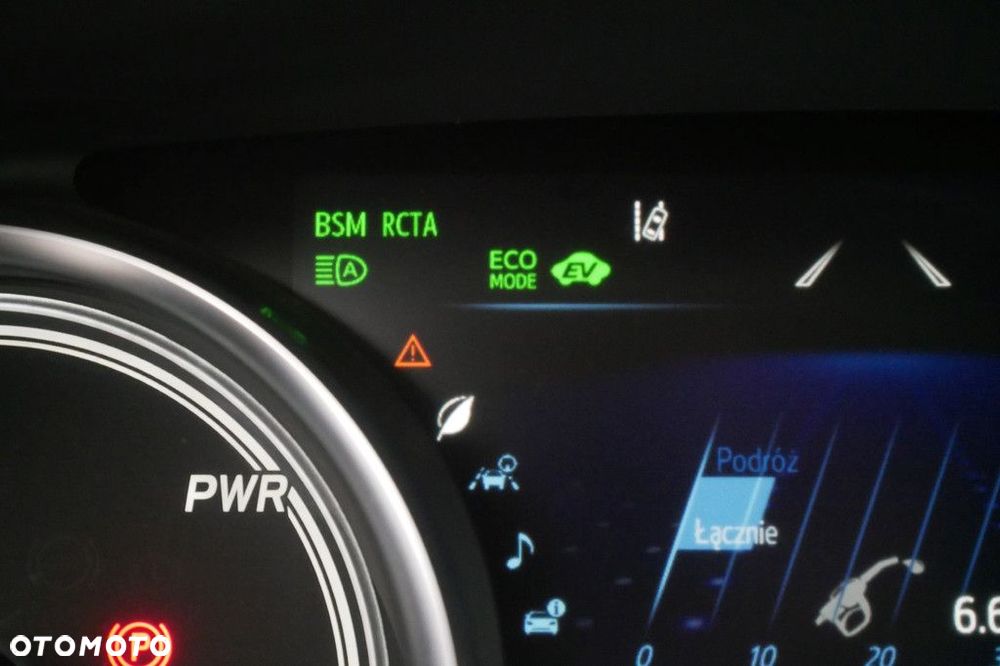 BSM RCTA
A
ECO
MODE
EV
Podróż
PWR
Łącznie
6.6
0 10 20
P
OTOMOTO